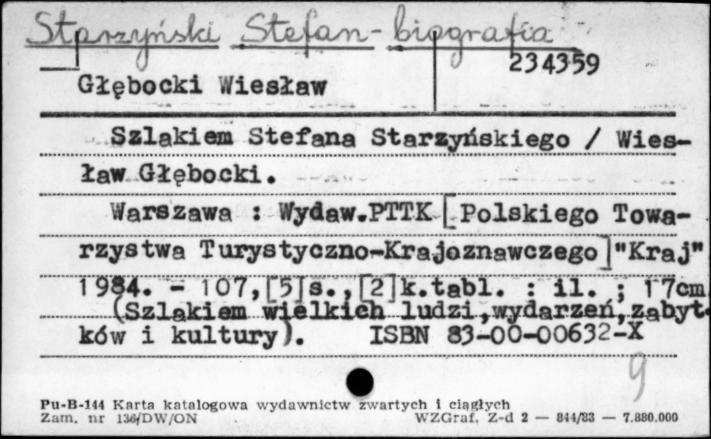 Starzyński Stefan - biografia
234359
Głębocki Wiesław
Szlakiem Stefana Starzyńskiego / Wies-
ław Głębocki.
Warszawa : Wydaw.PTTK [Polskiego Towa-
rzystwa Turystyczno-Krajoznawczego]"Kraj"
1984. - 107,[5]s.,[2]k.tabl. : il. ; 17cm
(Szlakiem wielkich ludzi,wydarzeń,zabyt-
ków i kultury). ISBN 83-00-00632-X
9
Pu-B-144 Karta katalogowa wydawnictw zwartych i ciągłych
Zam. nr 136/DW/ON WZGraf. Z-d 2 — 844/83 — 7.880.000